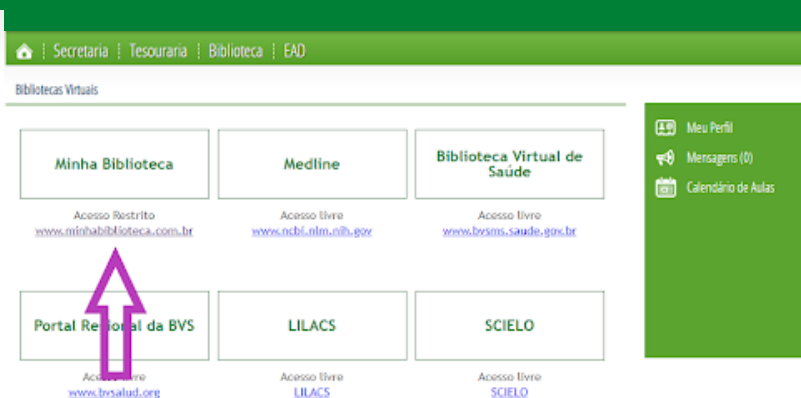 Secretaria Tesouraria Biblioteca EAD
Bibliotecas Virtuais
Minha Biblioteca
Acesso Restrito
www.minhabiblioteca.com.br
Medline
Acesso livre
www.ncbi.nlm.nih.gov
Biblioteca Virtual de
Saúde
Acesso livre
www.bvsms.saude.gov.br
Portal Regional da BVS
Acesso livre
www.bvsalud.org
LILACS
Acesso livre
LILACS
SCIELO
Acesso livre
SCIELO
Meu Perfil
Mensagens (0)
Calendário de Aulas